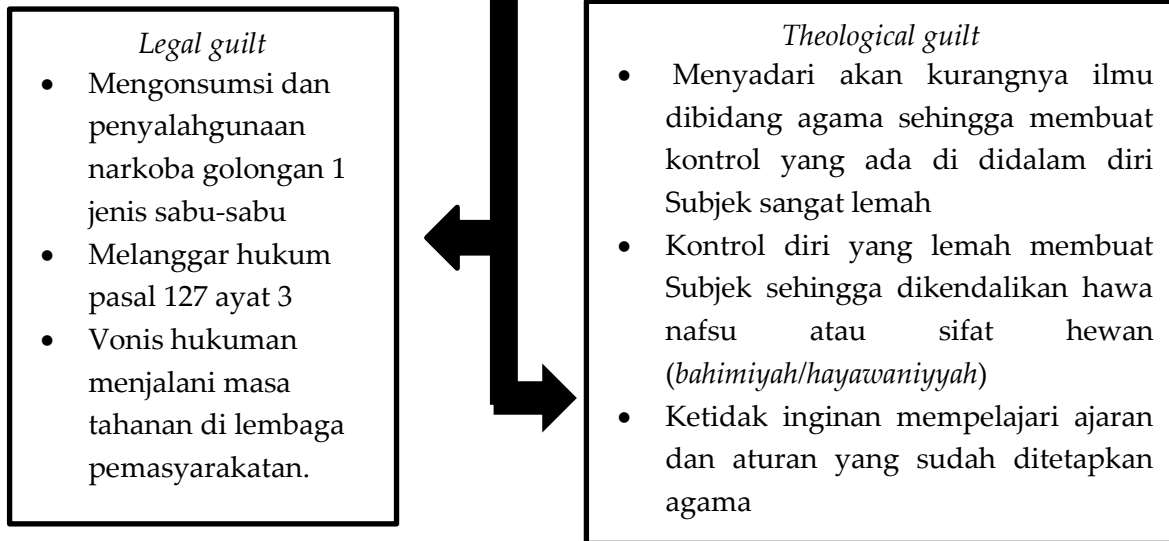 Legal guilt
• Mengonsumsi dan
penyalahgunaan
narkoba golongan 1
jenis sabu-sabu
• Melanggar hukum
pasal 127 ayat 3
• Vonis hukuman
menjalani masa
tahanan di lembaga
pemasyarakatan.
Theological guilt
• Menyadari akan kurangnya ilmu
dibidang agama sehingga membuat
kontrol yang ada di didalam diri
Subjek sangat lemah
• Kontrol diri yang lemah membuat
Subjek sehingga dikendalikan hawa
nafsu atau sifat hewan
(bahimiyah/hayawaniyyah)
• Ketidak inginan mempelajari ajaran
dan aturan yang sudah ditetapkan
agama